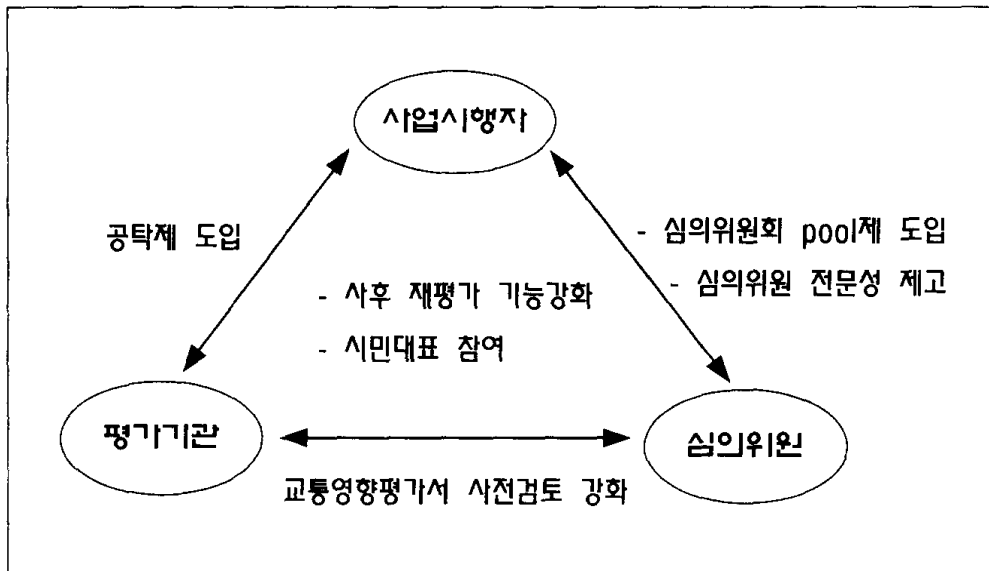 사업시행자
공탁제 도입
- 심의위원회 pool제 도입
- 심의위원 전문성 제고
- 사후 재평가 기능강화
- 시민대표 참여
평가기관
심의위원
교통영향평가서 사전검토 강화